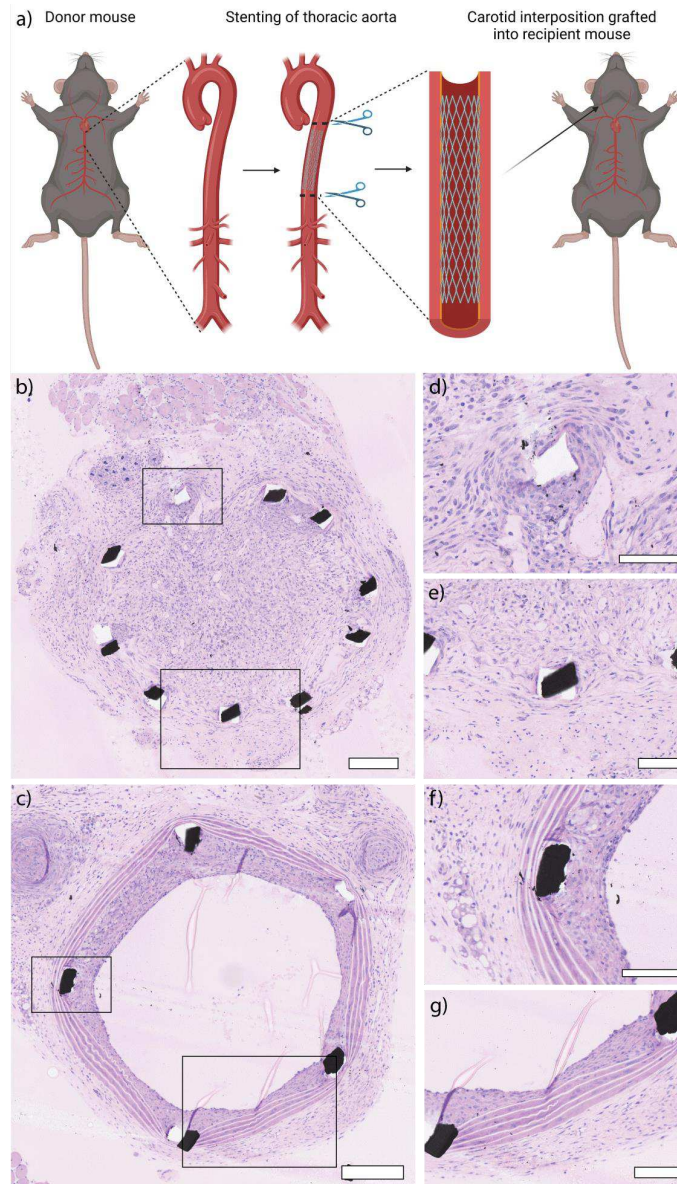 a) Donor mouse Stenting of thoracic aorta Carotid interposition grafted
into recipient mouse
b)
d)
e)
c)
f)
g)